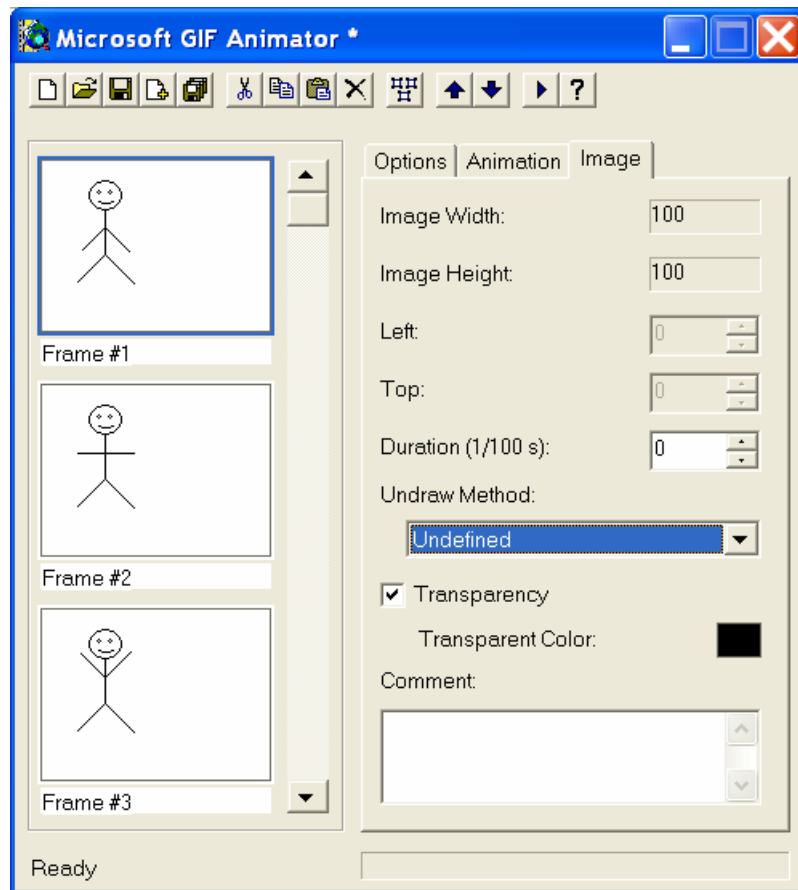 Microsoft GIF Animator *
?
Options Animation Image
Image Width: 100
Image Height: 100
Left: 0
Top: 0
Duration (1/100 s): 0
Undraw Method:
Undefined
Transparency
Transparent Color:
Comment:
Frame #1
Frame #2
Frame #3
Ready